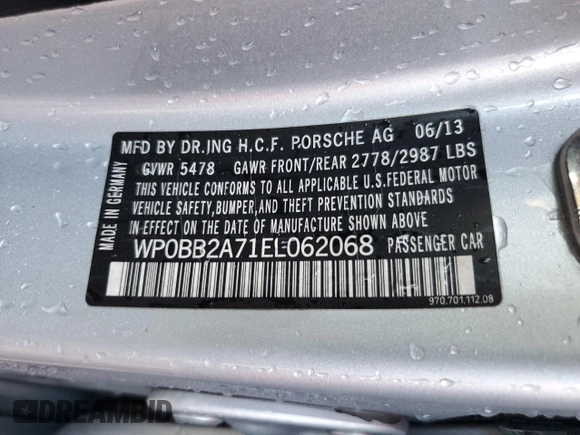 MFD BY DR.ING H.C.F. PORSCHE AG 06/13
GVWR 5478 GAWR FRONT/REAR 2778/2987 LBS
THIS VEHICLE CONFORMS TO ALL APPLICABLE U.S.FEDERAL MOTOR
VEHICLE SAFETY,BUMPER,AND THEFT PREVENTION STANDARDS
IN-EFFECT ON THE DATE OF MANUFACTURE SHOWN ABOVE.
WP0BB2A71EL062068 PASSENGER CAR
970.701.112.08
MADE IN GERMANY
DREAMBID